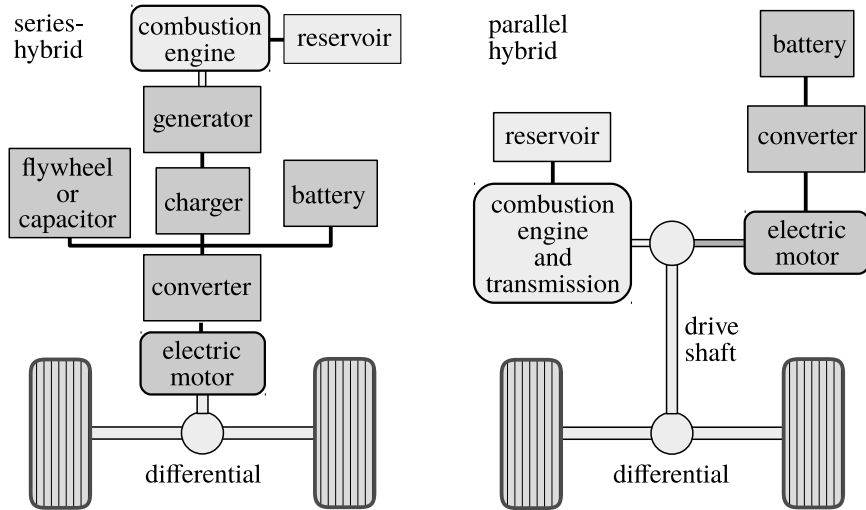 series-
hybrid
combustion
engine
reservoir
generator
flywheel
or
capacitor
charger
battery
converter
electric
motor
differential
parallel
hybrid
battery
converter
reservoir
combustion
engine
and
transmission
electric
motor
drive
shaft
differential